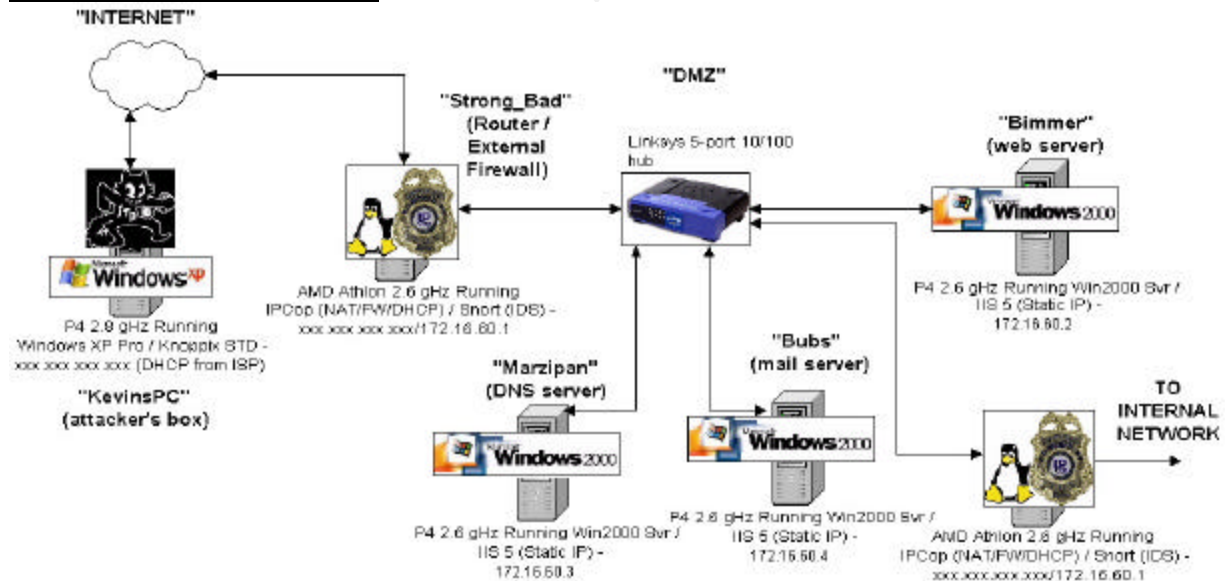 "INTERNET"
"DMZ"
"Strong_Bad"
(Router /
External
Firewall)
Linksys 5-port 10/100
hub
"Bimmer"
(web server)
Windows 2000
P4 2.6 gHz Running Win2000 Svr /
IIS 5 (Static IP) -
172.16.60.2
Microsoft
Windows xp
P4 2.8 gHz Running
Windows XP Pro / Knoppix STD -
xxx.xxx.xxx.xxx (DHCP from ISP)
"KevinsPC"
(attacker's box)
AMD Athlon 2.6 gHz Running
IPCop (NAT/FW/DHCP) / Snort (IDS) -
xxx.xxx.xxx.xxx/172.16.60.1
"Marzipan"
(DNS server)
Windows 2000
P4 2.6 gHz Running Win2000 Svr /
IIS 5 (Static IP) -
172.16.60.3
"Bubs"
(mail server)
Windows 2000
P4 2.6 gHz Running Win2000 Svr /
IIS 5 (Static IP) -
172.16.60.4
TO
INTERNAL
NETWORK
AMD Athlon 2.6 gHz Running
IPCop (NAT/FW/DHCP) / Snort (IDS) -
xxx.xxx.xxx.xxx/172.16.60.1